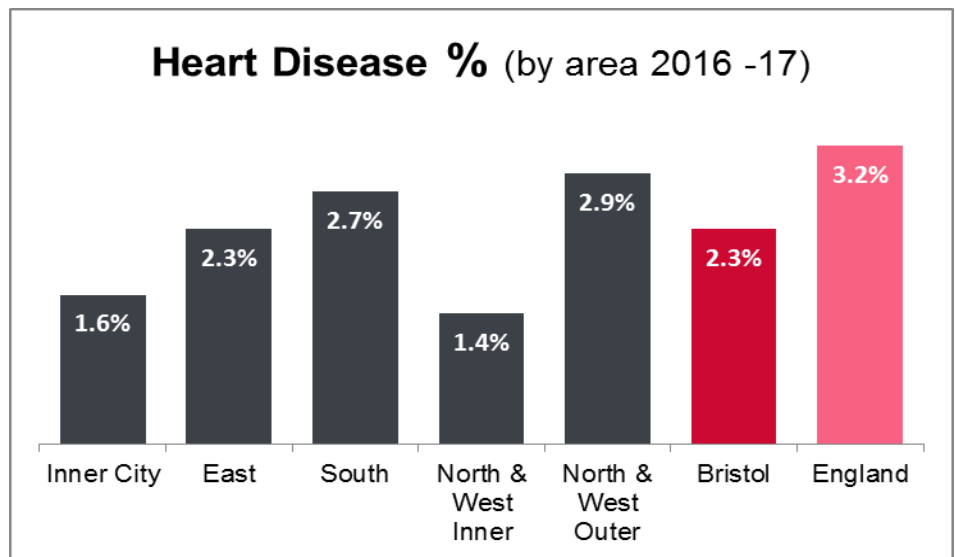 Heart Disease % (by area 2016 -17)
1.6%
2.3%
2.7%
1.4%
2.9%
2.3%
3.2%
Inner City
East
South
North &
West
Inner
North &
West
Outer
Bristol
England